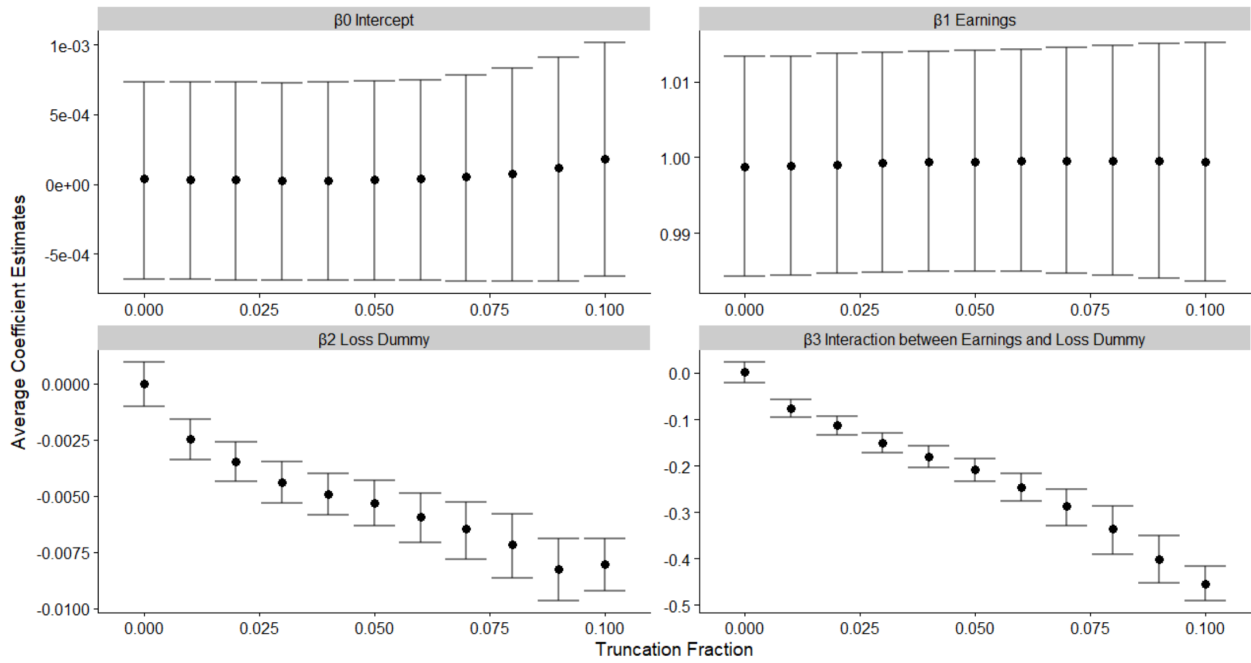 β0 Intercept
β1 Earnings
1e-03
5e-04
0e+00
-5e-04
1.01
1.00
0.99
0.000 0.025 0.050 0.075 0.100
0.000 0.025 0.050 0.075 0.100
Average Coefficient Estimates
β2 Loss Dummy
β3 Interaction between Earnings and Loss Dummy
0.0000
-0.0025
-0.0050
-0.0075
-0.0100
0.0
-0.1
-0.2
-0.3
-0.4
-0.5
0.000 0.025 0.050 0.075 0.100
0.000 0.025 0.050 0.075 0.100
Truncation Fraction